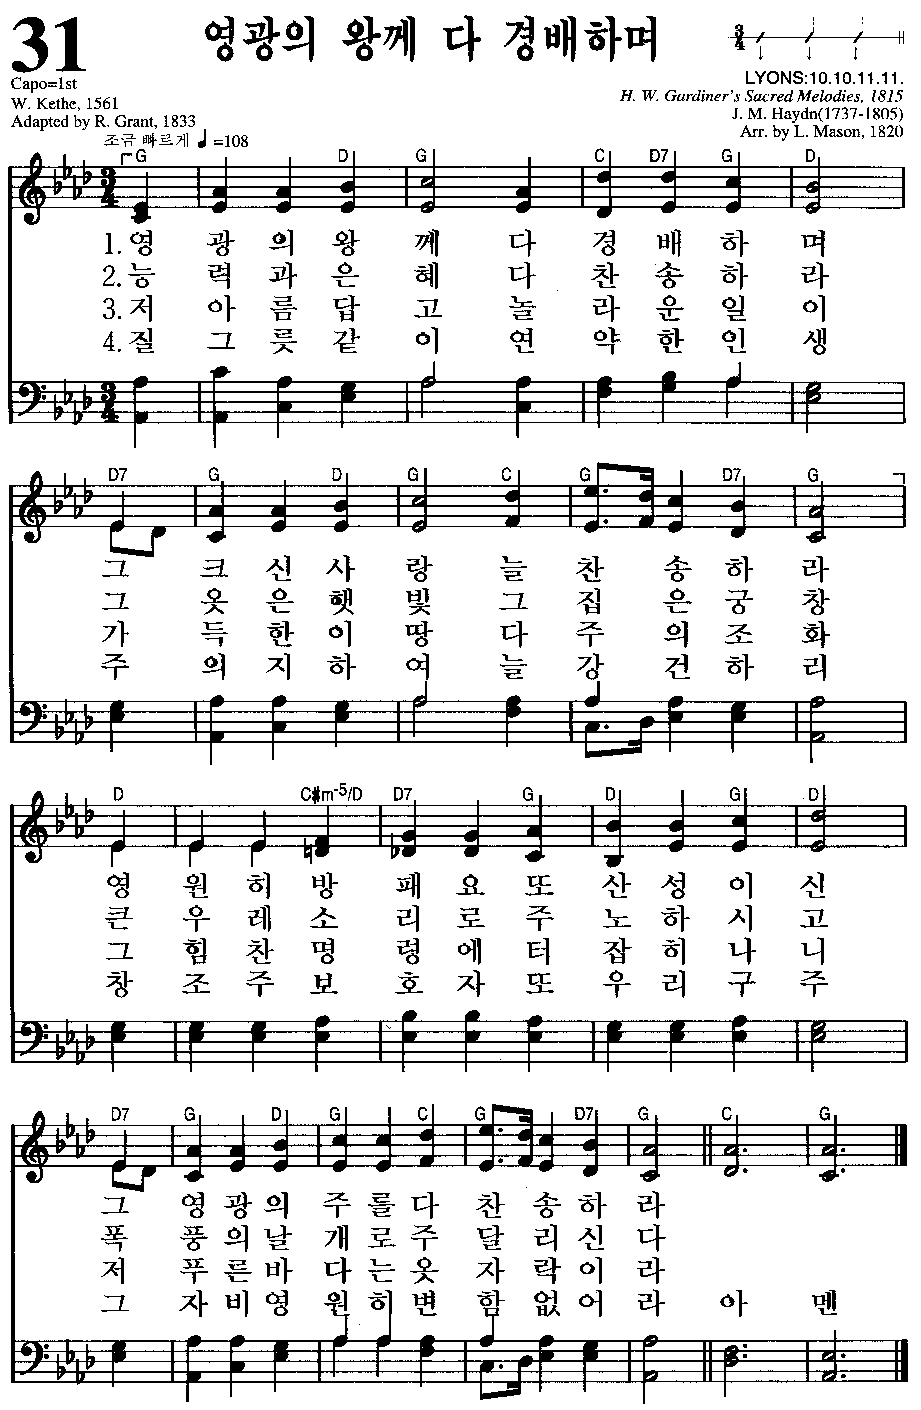 31
영광의 왕께 다 경배하며
Capo=1st
W. Kethe, 1561
Adapted by R. Grant, 1833
LYONS:10.10.11.11.
H. W. Gardiner's Sacred Melodies, 1815
J. M. Haydn(1737-1805)
Arr. by L. Mason, 1820
조금 빠르게 ♩=108
G D G C D7 G D
1.영 광 의 왕 께 다 경 배 하 며
2.능 력 과 은 혜 다 찬 송 하 라
3.저 아 름 답 고 놀 라 운 일 이
4.질 그 릇 같 이 연 약 한 인 생
D7 G D G C G D7 G
그 크 신 사 랑 늘 찬 송 하 라
그 옷 은 햇 빛 그 집 은 궁 창
가 득 한 이 땅 다 주 의 조 화
주 의 지 하 여 늘 강 건 하 리
D C#m-5/D D7 G D G D
영 원 히 방 패 요 또 산 성 이 신
큰 우 레 소 리 로 주 노 하 시 고
그 힘 찬 명 령 에 터 잡 히 나 니
창 조 주 보 호 자 또 우 리 구 주
D7 G D G C G D7 G C G
그 영 광 의 주 를 다 찬 송 하 라
폭 풍 의 날 개 로 주 달 리 신 다
저 푸 른 바 다 는 옷 자 락 이 라
그 자 비 영 원 히 변 함 없 어 라 아 멘